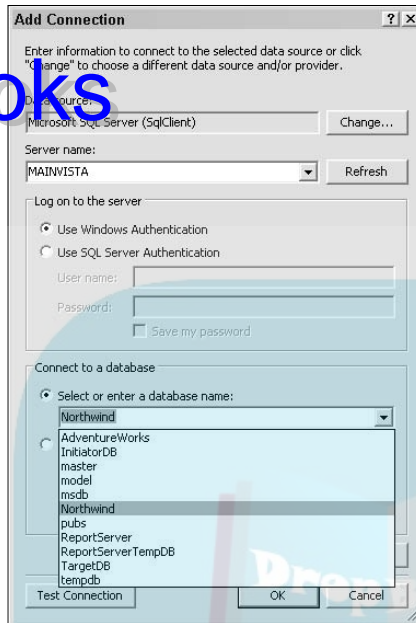 Add Connection
Enter information to connect to the selected data source or click
"Change" to choose a different data source and/or provider.
oks
Data source:
Microsoft SQL Server (SqlClient)
Change...
Server name:
MAINVISTA
Refresh
Log on to the server
Use Windows Authentication
Use SQL Server Authentication
User name:
Password:
Save my password
Connect to a database
Select or enter a database name:
Northwind
AdventureWorks
InitiatorDB
master
model
msdb
Northwind
pubs
ReportServer
ReportServerTempDB
TargetDB
tempdb
Drop
Test Connection
OK
Cancel